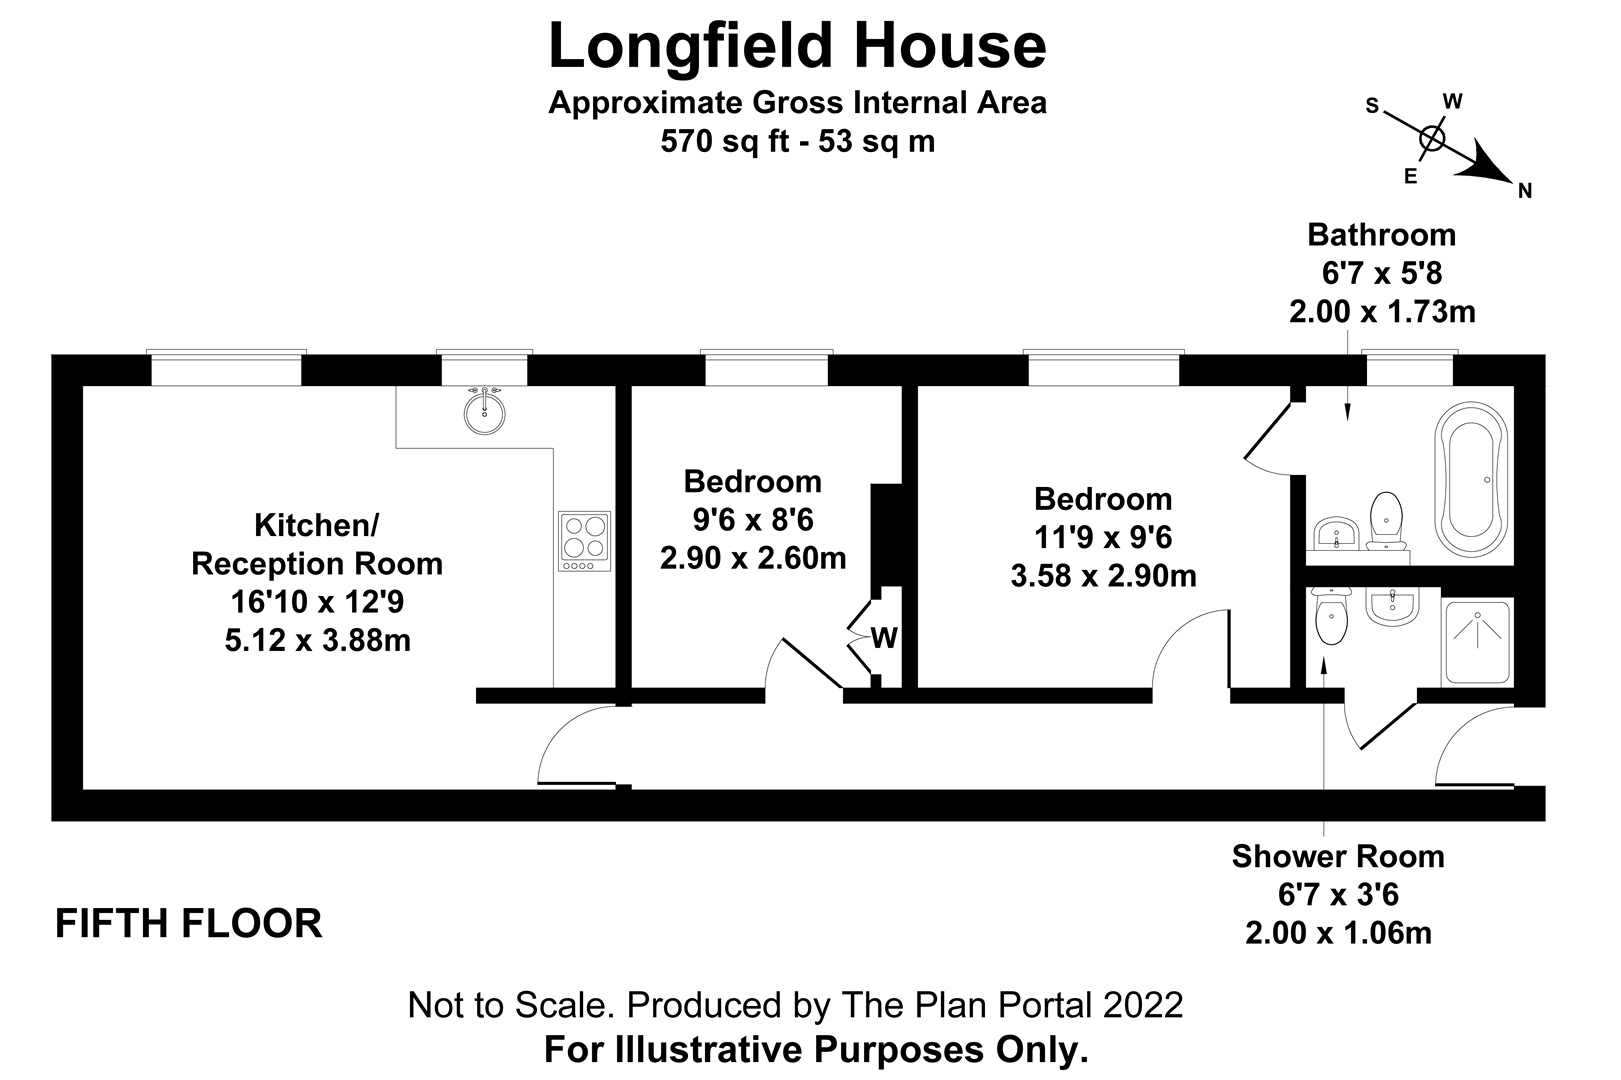 Longfield House
Approximate Gross Internal Area
570 sq ft - 53 sq m
S
W
E
N
Bathroom
6'7 x 5'8
2.00 x 1.73m
Kitchen/
Reception Room
16'10 x 12'9
5.12 x 3.88m
Bedroom
9'6 x 8'6
2.90 x 2.60m
W
Bedroom
11'9 x 9'6
3.58 x 2.90m
Shower Room
6'7 x 3'6
2.00 x 1.06m
FIFTH FLOOR
Not to Scale. Produced by The Plan Portal 2022
For Illustrative Purposes Only.